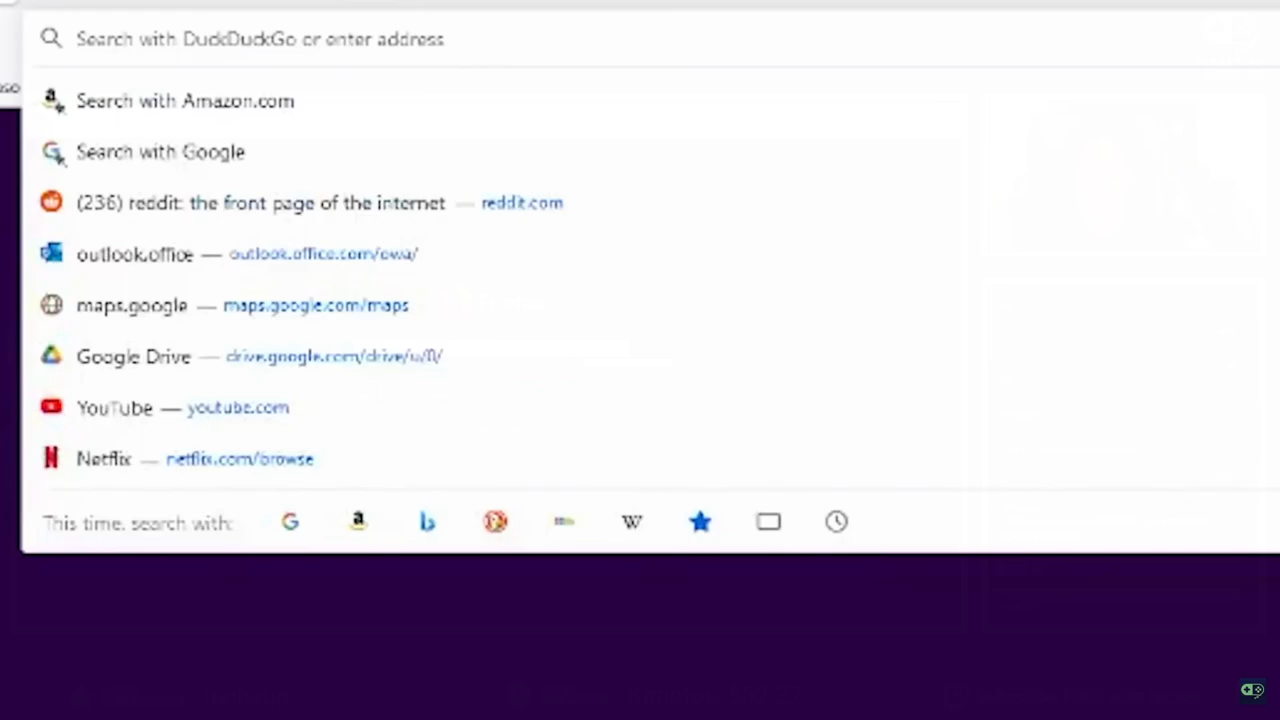 Search with DuckDuckGo or enter address
Search with Amazon.com
Search with Google
(236) reddit: the front page of the internet — reddit.com
outlook.office — outlook.office.com/owa/
maps.google — maps.google.com/maps
Google Drive — drive.google.com/drive/u/0/
YouTube — youtube.com
Netflix — netflix.com/browse
This time, search with: